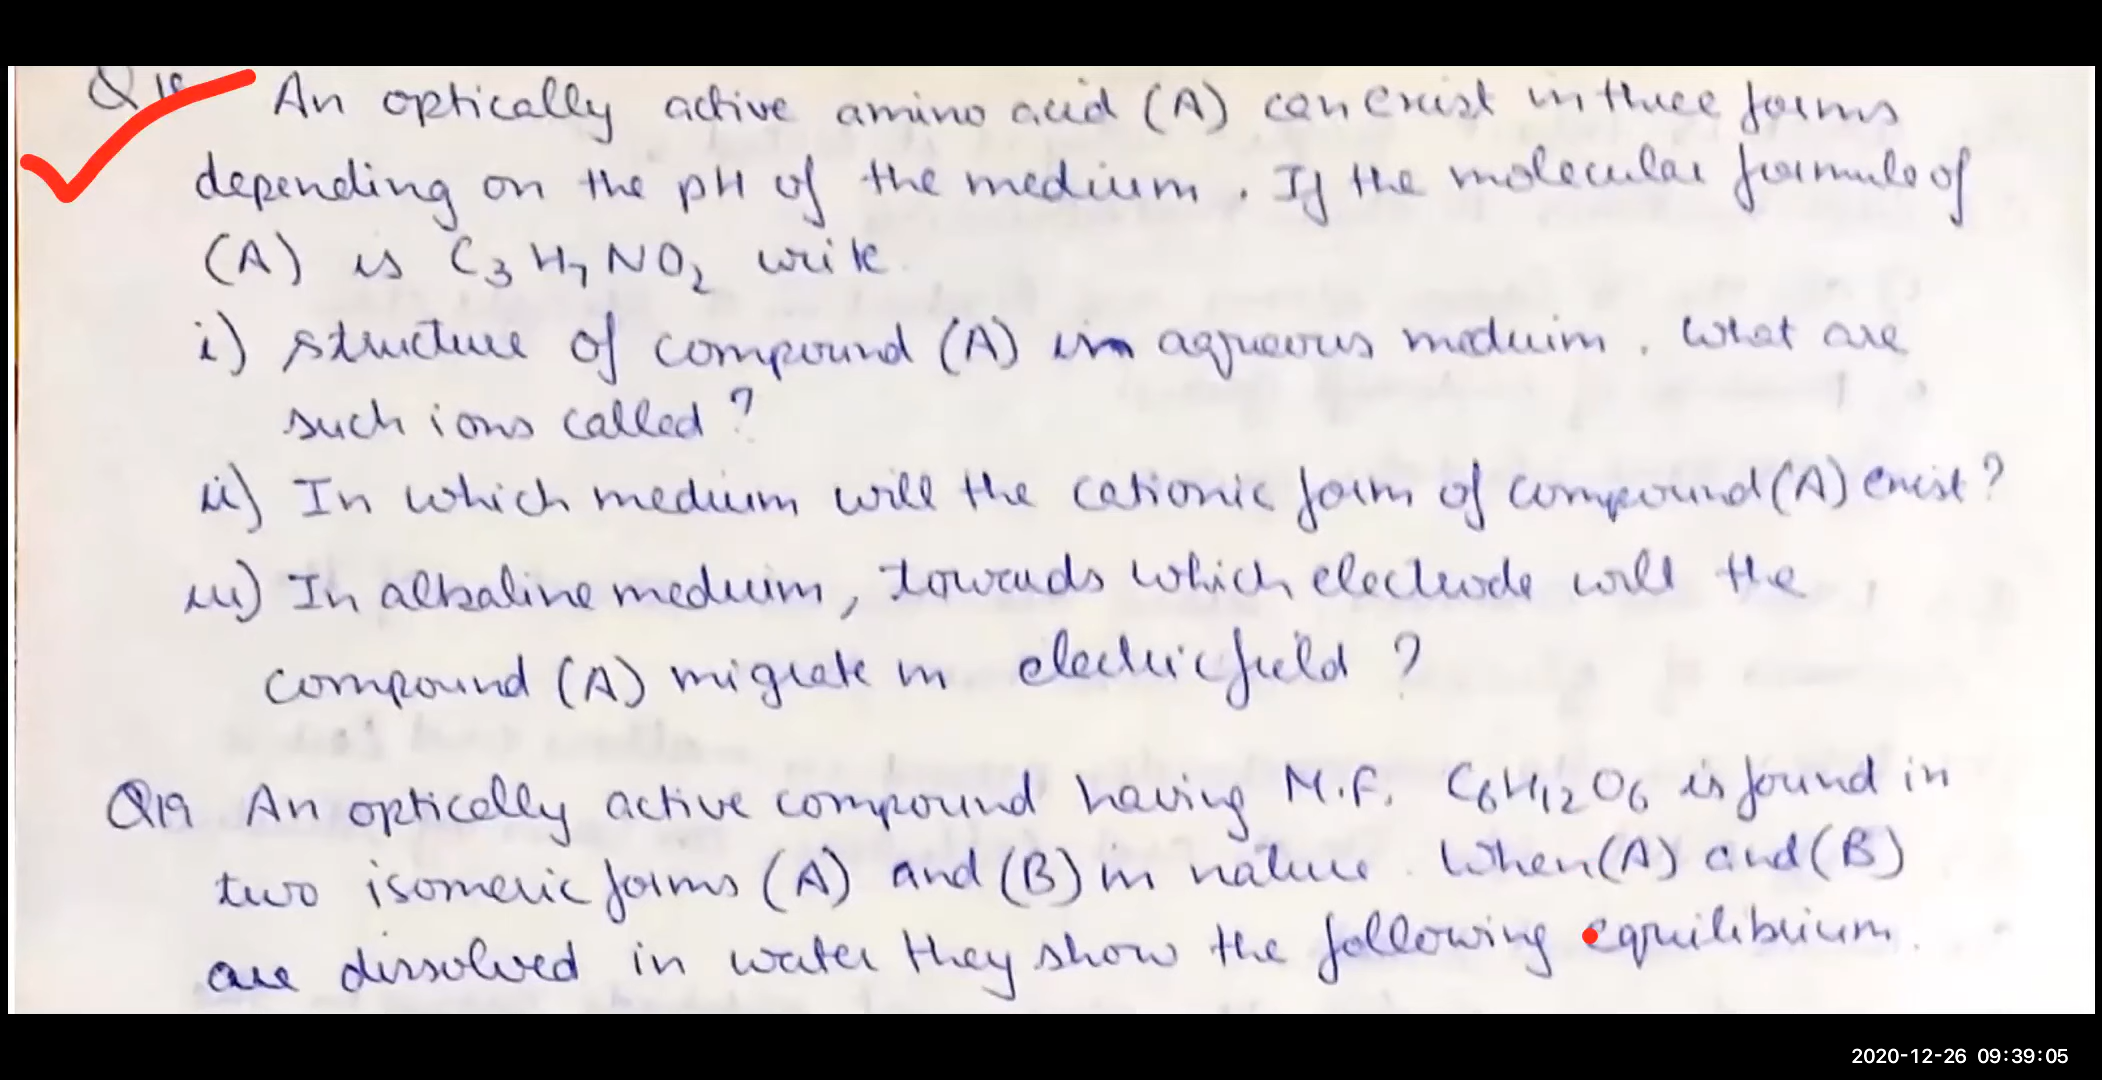 Q18 An optically active amino acid (A) can exist in three forms
depending on the pH of the medium. If the molecular formula of
(A) is C₃H₇NO₂ write
i) structure of compound (A) in aqueous medium. What are
such ions called?
ii) In which medium will the cationic form of compound (A) exist?
iii) In alkaline medium, towards which electrode will the
compound (A) migrate in electric field?
Q19 An optically active compound having M.F. C₆H₁₂O₆ is found in
two isomeric forms (A) and (B) in nature. When (A) and (B)
are dissolved in water they show the following equilibrium.
2020-12-26 09:39:05